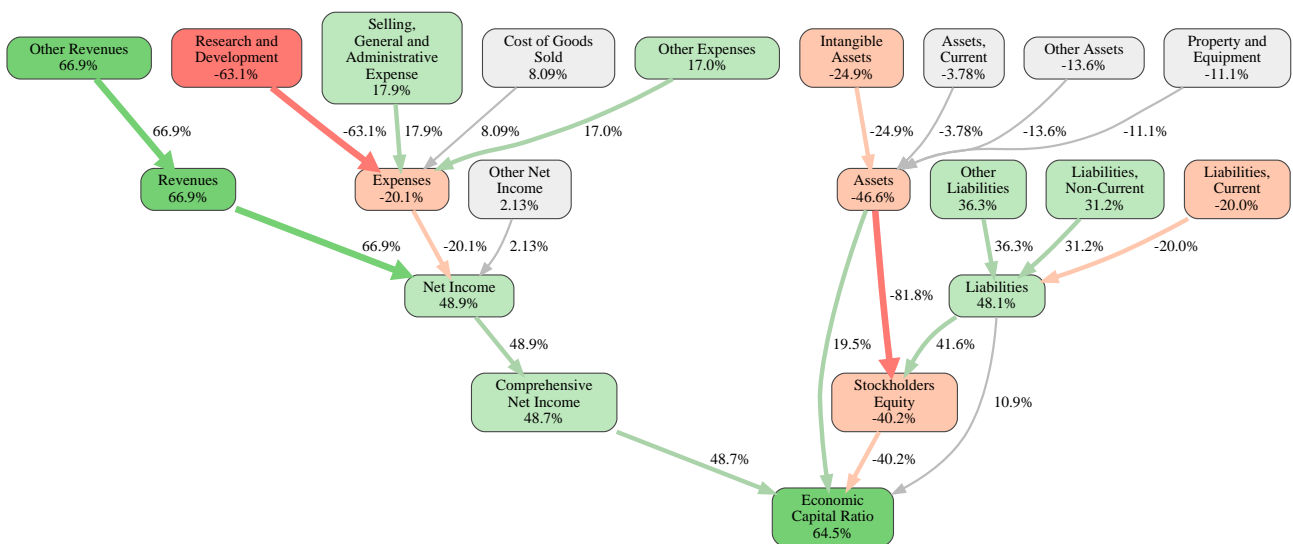 Other Revenues
66.9%
Research and
Development
-63.1%
Selling,
General and
Administrative
Expense
17.9%
Cost of Goods
Sold
8.09%
Other Expenses
17.0%
Intangible
Assets
-24.9%
Assets,
Current
-3.78%
Other Assets
-13.6%
Property and
Equipment
-11.1%
66.9%
-63.1%
17.9%
8.09%
17.0%
-24.9%
-3.78%
-13.6%
-11.1%
Revenues
66.9%
Expenses
-20.1%
Other Net
Income
2.13%
Assets
-46.6%
Other
Liabilities
36.3%
Liabilities,
Non-Current
31.2%
Liabilities,
Current
-20.0%
66.9%
-20.1%
2.13%
36.3%
31.2%
-20.0%
Net Income
48.9%
-81.8%
Liabilities
48.1%
48.9%
19.5%
41.6%
Comprehensive
Net Income
48.7%
Stockholders
Equity
-40.2%
10.9%
48.7%
-40.2%
Economic
Capital Ratio
64.5%